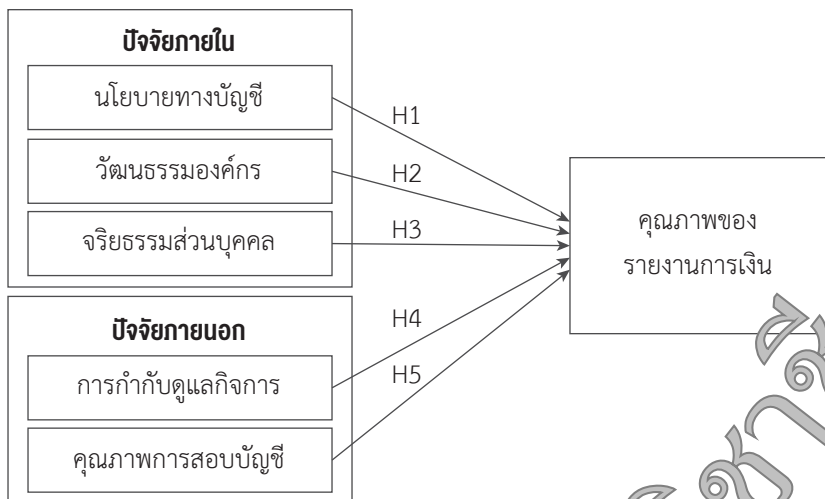 ปัจจัยภายใน
นโยบายทางบัญชี
วัฒนธรรมองค์กร
จริยธรรมส่วนบุคคล
H1
H2
H3
คุณภาพของ
รายงานการเงิน
ปัจจัยภายนอก
การกำกับดูแลกิจการ
คุณภาพการสอบบัญชี
H4
H5